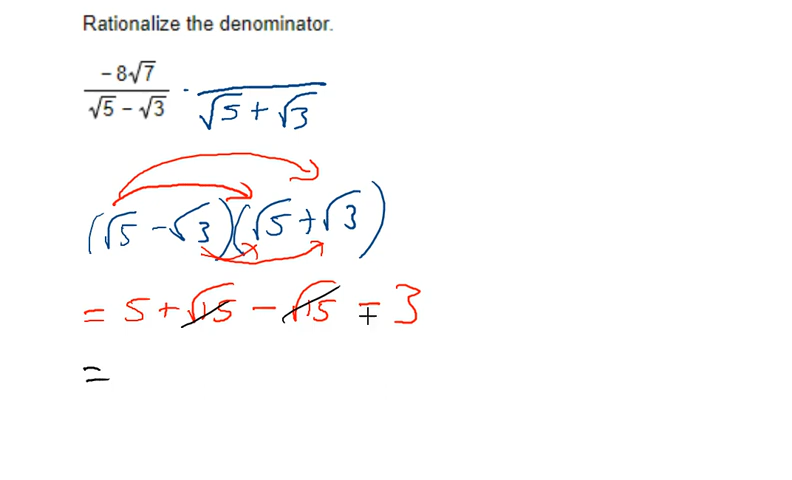 Rationalize the denominator.
-8√7 / √5 - √3 · / √5 + √3
(√5 - √3)(√5 + √3)
= 5 + √15 - √15 - 3
=